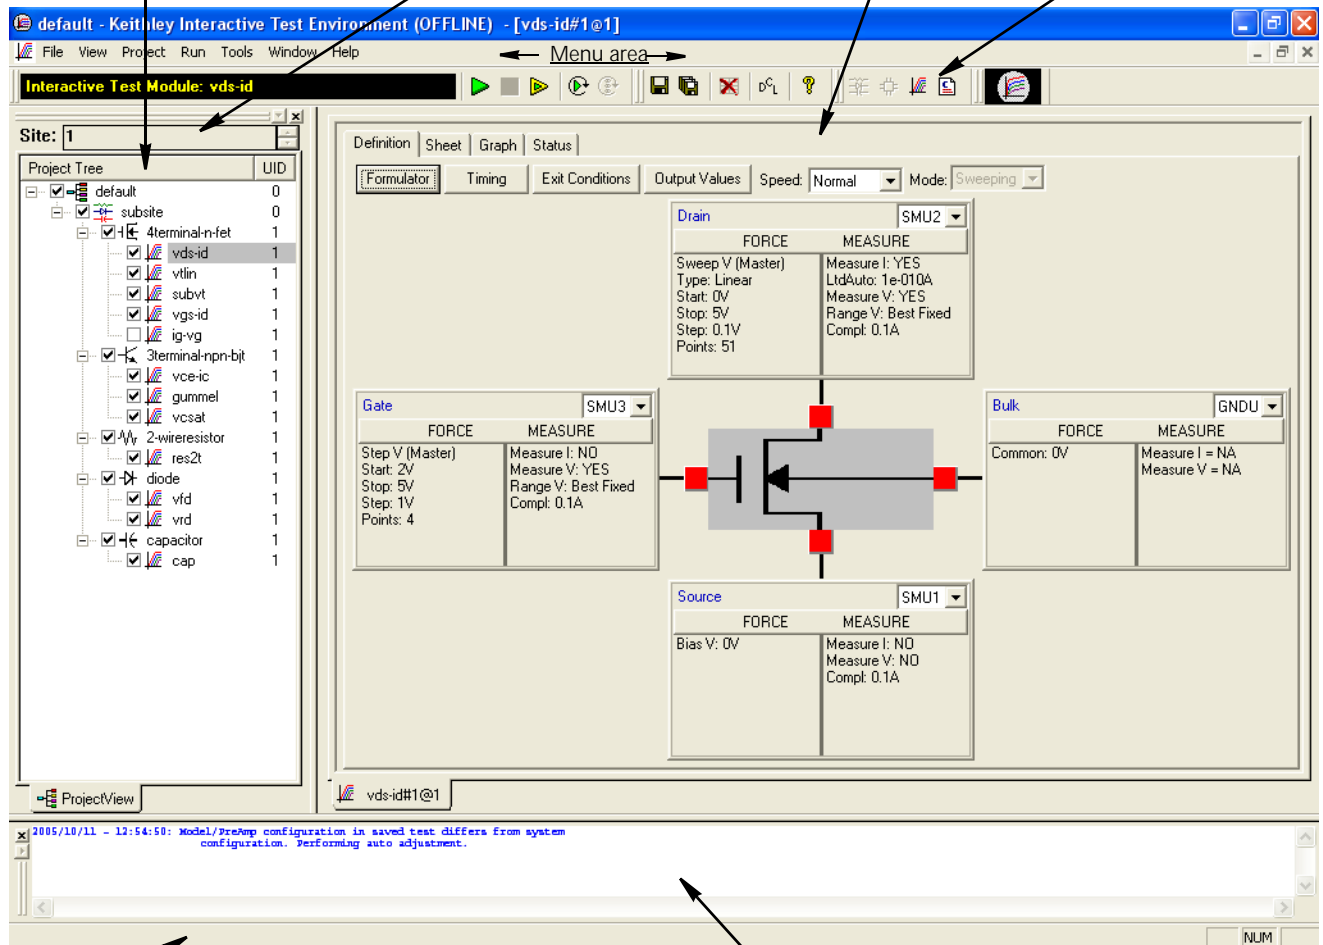 default - Keithley Interactive Test Environment (OFFLINE) - [vds-id#1@1]
File View Project Run Tools Window Help
Menu area
Interactive Test Module: vds-id
Site: 1
Project Tree UID
default 0
subsite 0
4terminal-n-fet 1
vds-id 1
vtlin 1
subvt 1
vgs-id 1
ig-vg 1
3terminal-npn-bjt 1
vce-ic 1
gummel 1
vcsat 1
2-wireresistor 1
res2t 1
diode 1
vfd 1
vrd 1
capacitor 1
cap 1
ProjectView
Definition Sheet Graph Status
Formulator Timing Exit Conditions Output Values Speed: Normal Mode: Sweeping
Drain SMU2
FORCE MEASURE
Sweep V (Master) Measure I: YES
Type: Linear LtdAuto: 1e-010A
Start: 0V Measure V: YES
Stop: 5V Range V: Best Fixed
Step: 0.1V Compl: 0.1A
Points: 51
Gate SMU3
FORCE MEASURE
Step V (Master) Measure I: NO
Start: 2V Measure V: YES
Stop: 5V Range V: Best Fixed
Step: 1V Compl: 0.1A
Points: 4
Bulk GNDU
FORCE MEASURE
Common: 0V Measure I = NA
Measure V = NA
Source SMU1
FORCE MEASURE
Bias V: 0V Measure I: NO
Measure V: NO
Compl: 0.1A
vds-id#1@1
2005/10/11 - 12:54:50: Model/PreAmp configuration in saved test differs from system
configuration. Performing auto adjustment.
NUM